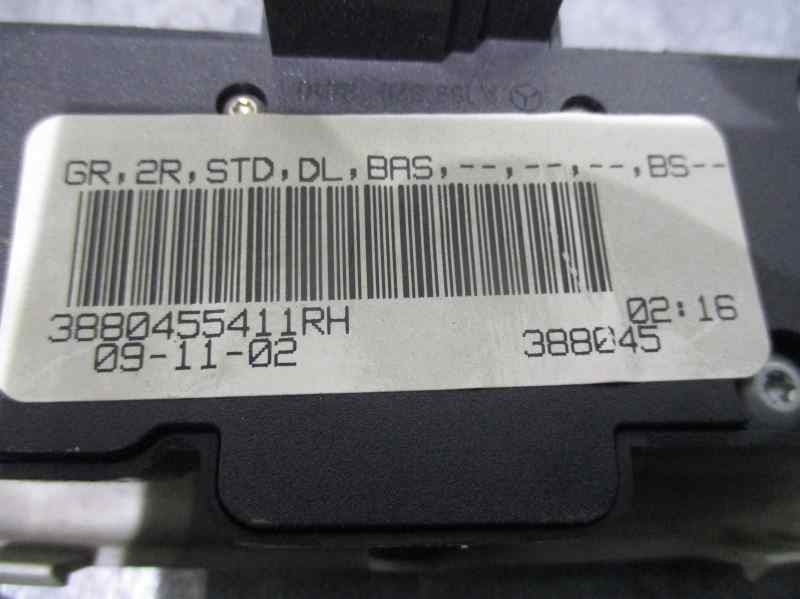 GR,2R,STD,DL,BAS,--,--,--,BS--
3880455411RH
02:16
09-11-02
388045